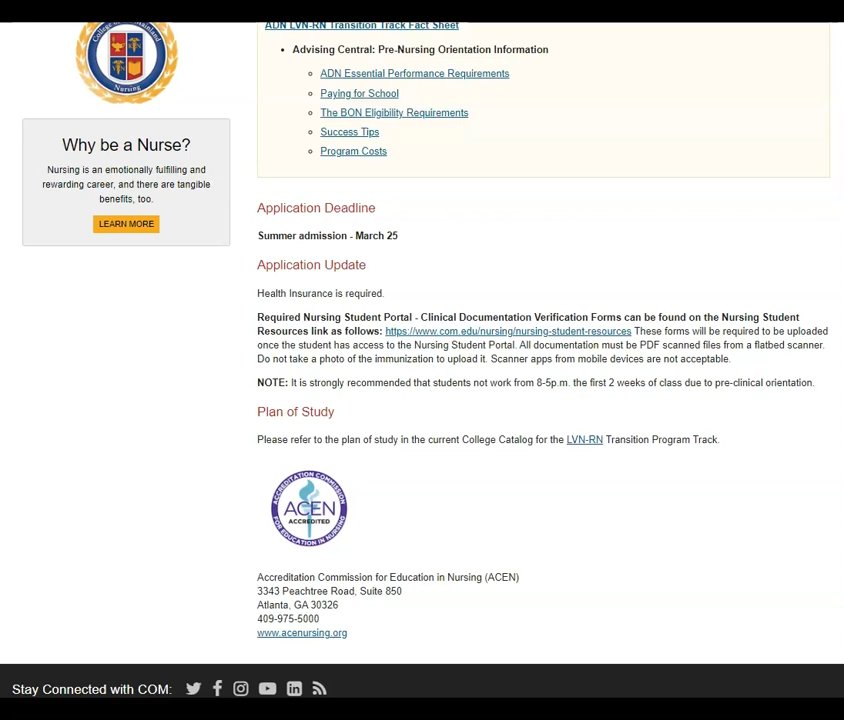 ADN LVN-RN Transition Track Fact Sheet
Advising Central: Pre-Nursing Orientation Information
ADN Essential Performance Requirements
Paying for School
The BON Eligibility Requirements
Success Tips
Program Costs
Nursing
Why be a Nurse?
Nursing is an emotionally fulfilling and
rewarding career, and there are tangible
benefits, too.
LEARN MORE
Application Deadline
Summer admission - March 25
Application Update
Health Insurance is required.
Required Nursing Student Portal - Clinical Documentation Verification Forms can be found on the Nursing Student
Resources link as follows: https://www.com.edu/nursing/nursing-student-resources These forms will be required to be uploaded
once the student has access to the Nursing Student Portal. All documentation must be PDF scanned files from a flatbed scanner.
Do not take a photo of the immunization to upload it. Scanner apps from mobile devices are not acceptable.
NOTE: It is strongly recommended that students not work from 8-5p.m. the first 2 weeks of class due to pre-clinical orientation.
Plan of Study
Please refer to the plan of study in the current College Catalog for the LVN-RN Transition Program Track.
ACCREDITATION COMMISSION
ACEN
ACCREDITED
FOR EDUCATION IN NURSING
Accreditation Commission for Education in Nursing (ACEN)
3343 Peachtree Road, Suite 850
Atlanta, GA 30326
409-975-5000
www.acenursing.org
Stay Connected with COM: